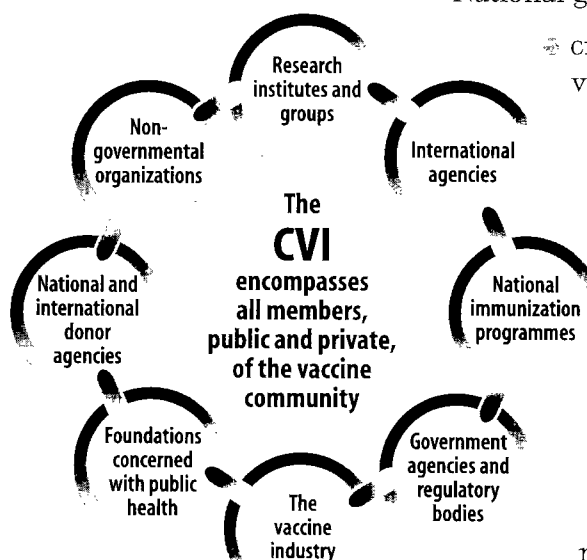 National g
Research
institutes and
groups
International
agencies
National
immunization
programmes
Government
agencies and
regulatory
bodies
The
vaccine
industry
Foundations
concerned
with public
health
National and
international
donor
agencies
Non-
governmental
organizations
The
CVI
encompasses
all members,
public and private,
of the vaccine
community